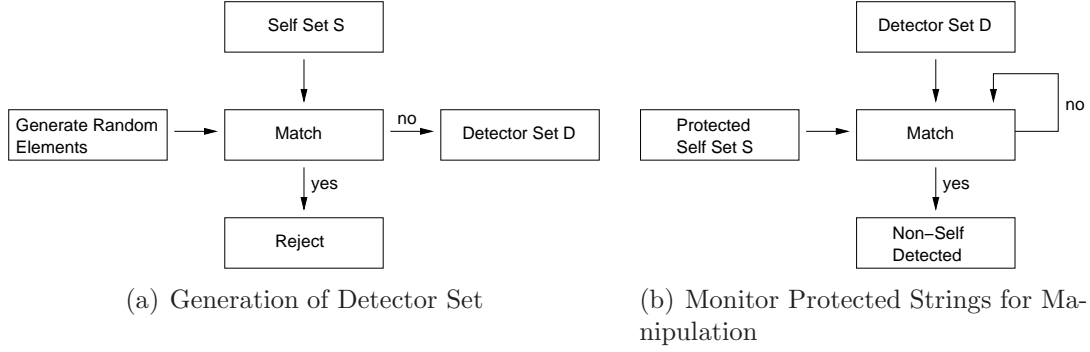 Self Set S
Generate Random
Elements
Match
no
Detector Set D
yes
Reject
(a) Generation of Detector Set
Detector Set D
no
Protected
Self Set S
Match
yes
Non−Self
Detected
(b) Monitor Protected Strings for Ma-
nipulation